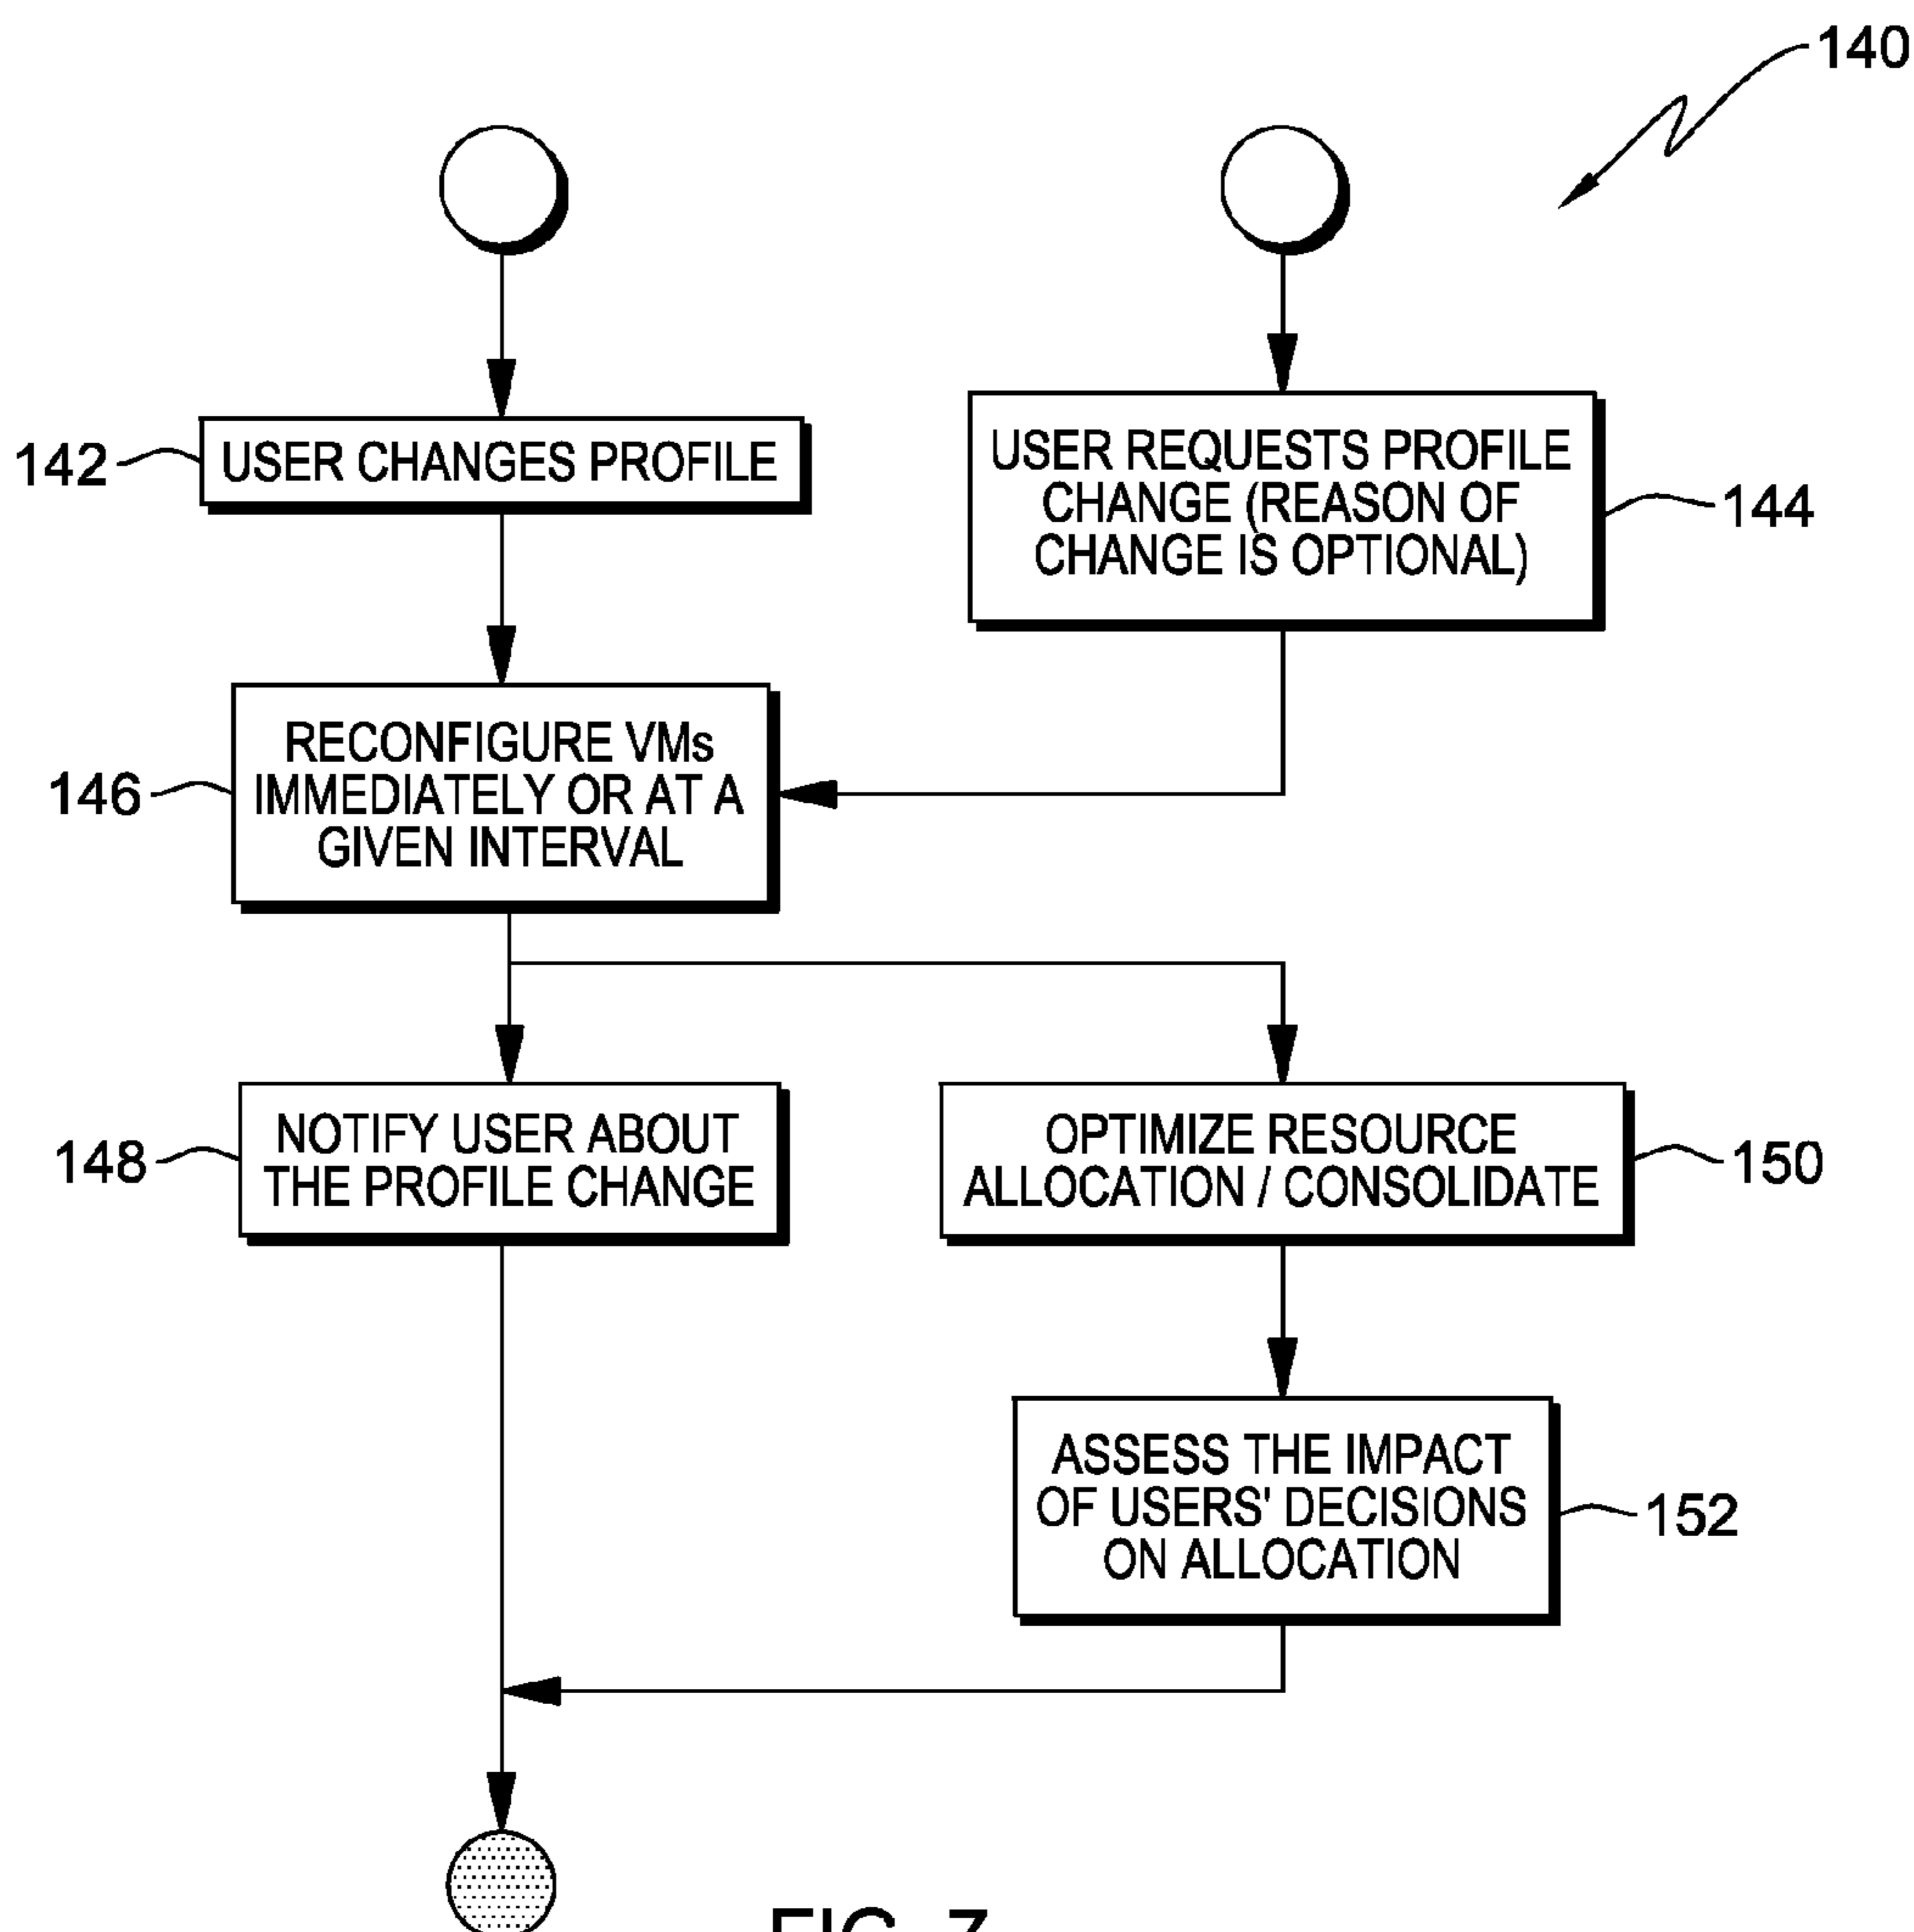 140
142
USER CHANGES PROFILE
USER REQUESTS PROFILE
CHANGE (REASON OF
CHANGE IS OPTIONAL)
144
146
RECONFIGURE VMs
IMMEDIATELY OR AT A
GIVEN INTERVAL
148
NOTIFY USER ABOUT
THE PROFILE CHANGE
OPTIMIZE RESOURCE
ALLOCATION / CONSOLIDATE
150
ASSESS THE IMPACT
OF USERS' DECISIONS
ON ALLOCATION
152
FIG. 7